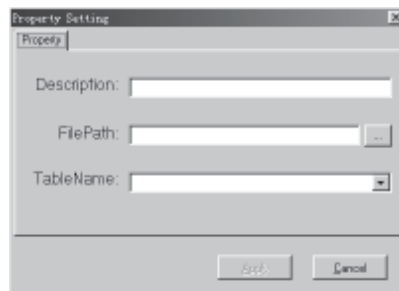 Property Setting
Property
Description:
FilePath:
...
TableName:
Apply
Cancel